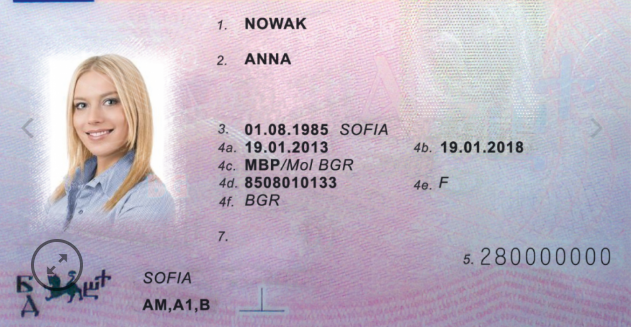 1. NOWAK
2. ANNA
3. 01.08.1985 SOFIA
4a. 19.01.2013 4b. 19.01.2018
4c. MBP/Mol BGR
4d. 8508010133 4e. F
4f. BGR
7.
5. 280000000
SOFIA
AM,A1,B